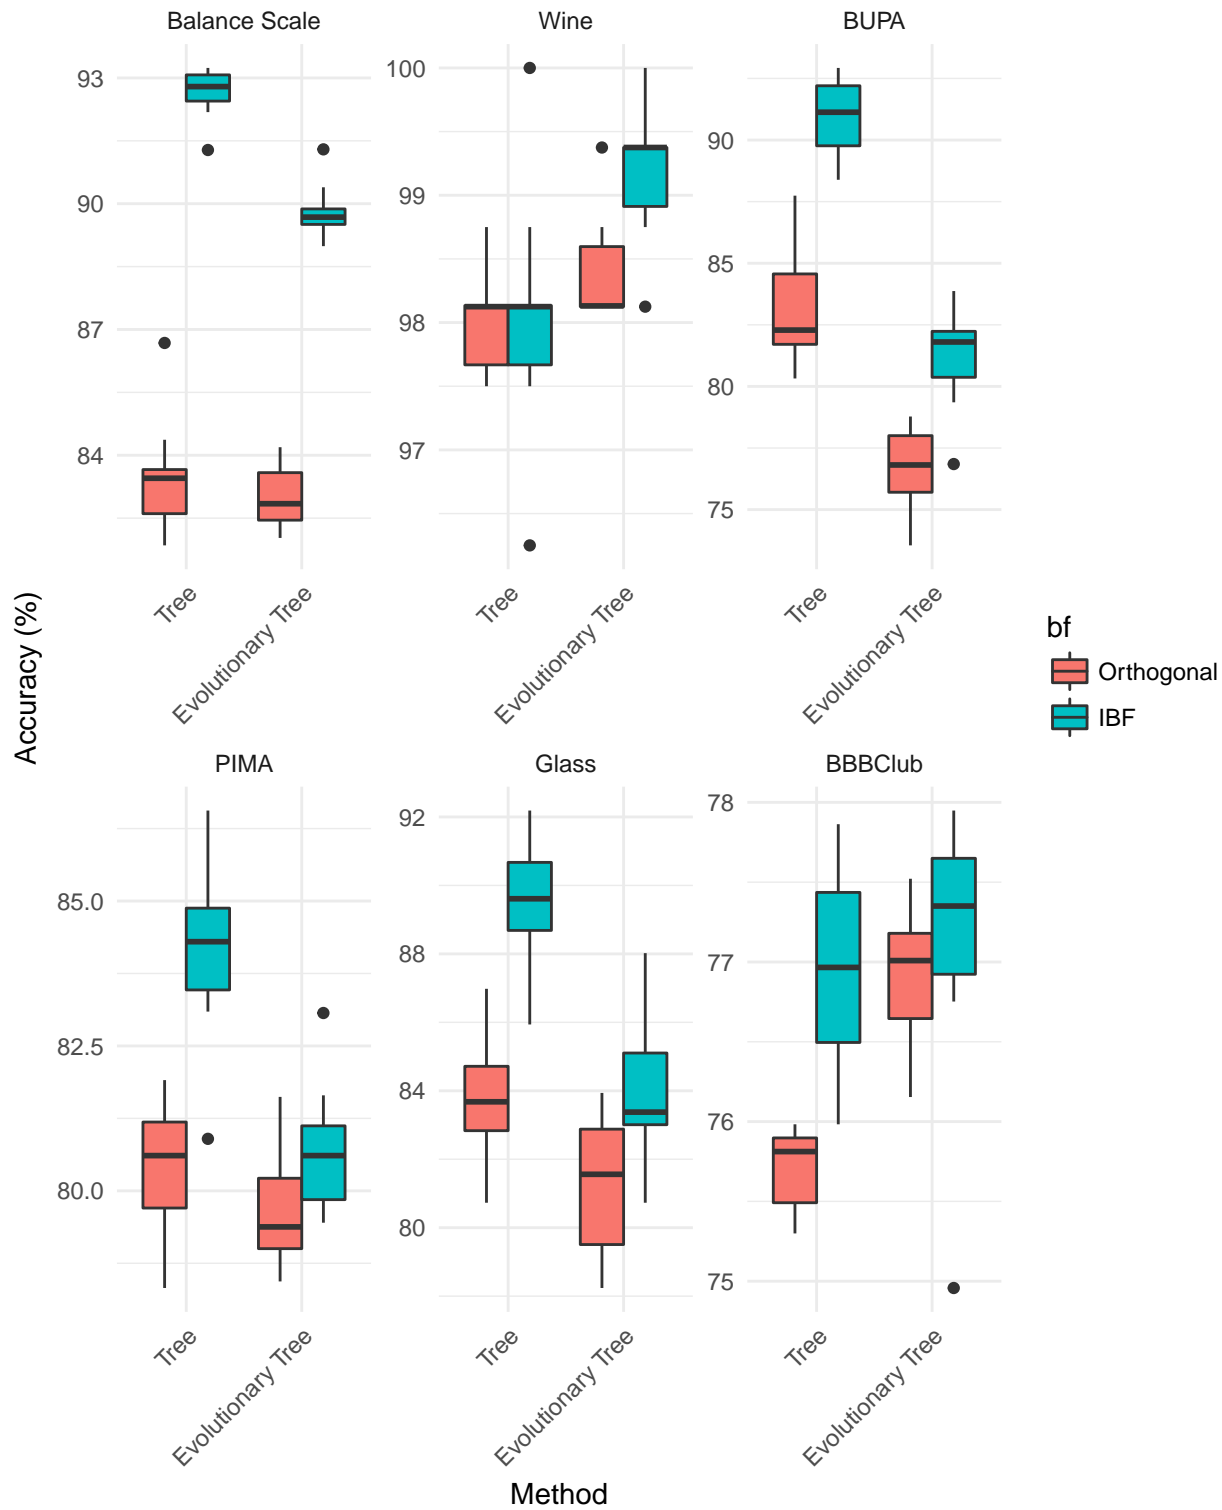 Balance Scale
Wine
BUPA
93
90
87
84
100
99
98
97
90
85
80
75
Tree
Evolutionary Tree
Tree
Evolutionary Tree
Tree
Evolutionary Tree
Accuracy (%)
bf
Orthogonal
IBF
PIMA
Glass
BBBClub
85.0
82.5
80.0
92
88
84
80
78
77
76
75
Tree
Evolutionary Tree
Tree
Evolutionary Tree
Tree
Evolutionary Tree
Method